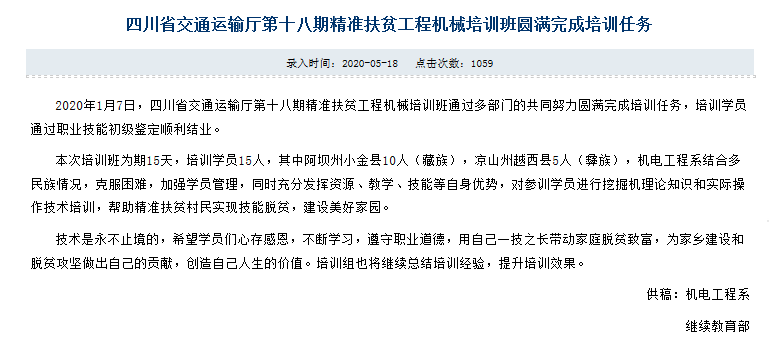 四川省交通运输厅第十八期精准扶贫工程机械培训班圆满完成培训任务
录入时间：2020-05-18 点击次数：1059
2020年1月7日，四川省交通运输厅第十八期精准扶贫工程机械培训班通过多部门的共同努力圆满完成培训任务，培训学员
通过职业技能初级鉴定顺利结业。
本次培训班为期15天，培训学员15人，其中阿坝州小金县10人（藏族），凉山州越西县5人（彝族），机电工程系结合多
民族情况，克服困难，加强学员管理，同时充分发挥资源、教学、技能等自身优势，对参训学员进行挖掘机理论知识和实际操
作技术培训，帮助精准扶贫村民实现技能脱贫，建设美好家园。
技术是永不止境的，希望学员们心存感恩，不断学习，遵守职业道德，用自己一技之长带动家庭脱贫致富，为家乡建设和
脱贫攻坚做出自己的贡献，创造自己人生的价值。培训组也将继续总结培训经验，提升培训效果。
供稿：机电工程系
继续教育部